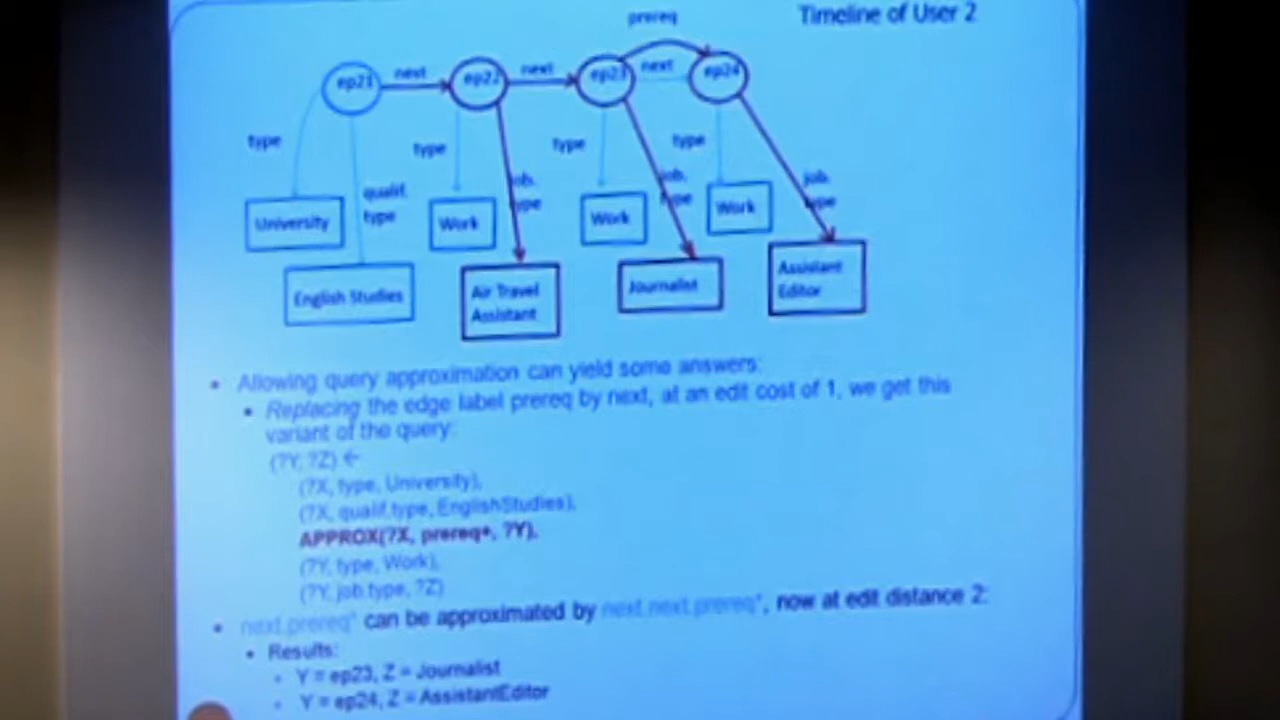 Timeline of User 2
prereq
ep21 next ep22 next ep23 next ep24
type type type type
qualif. type
job. type
job. type
job. type
University Work Work Work
English Studies
Air Travel Assistant
Journalist
Assistant Editor
• Allowing query approximation can yield some answers:
• Replacing the edge label prereq by next, at an edit cost of 1, we get this
variant of the query:
(?Y, ?Z) ←
(?X, type, University),
(?X, qualif.type, EnglishStudies),
APPROX(?X, prereq+, ?Y),
(?Y, type, Work),
(?Y, job.type, ?Z)
• next.prereq* can be approximated by next.next.prereq*, now at edit distance 2:
• Results:
• Y = ep23, Z = Journalist
• Y = ep24, Z = AssistantEditor